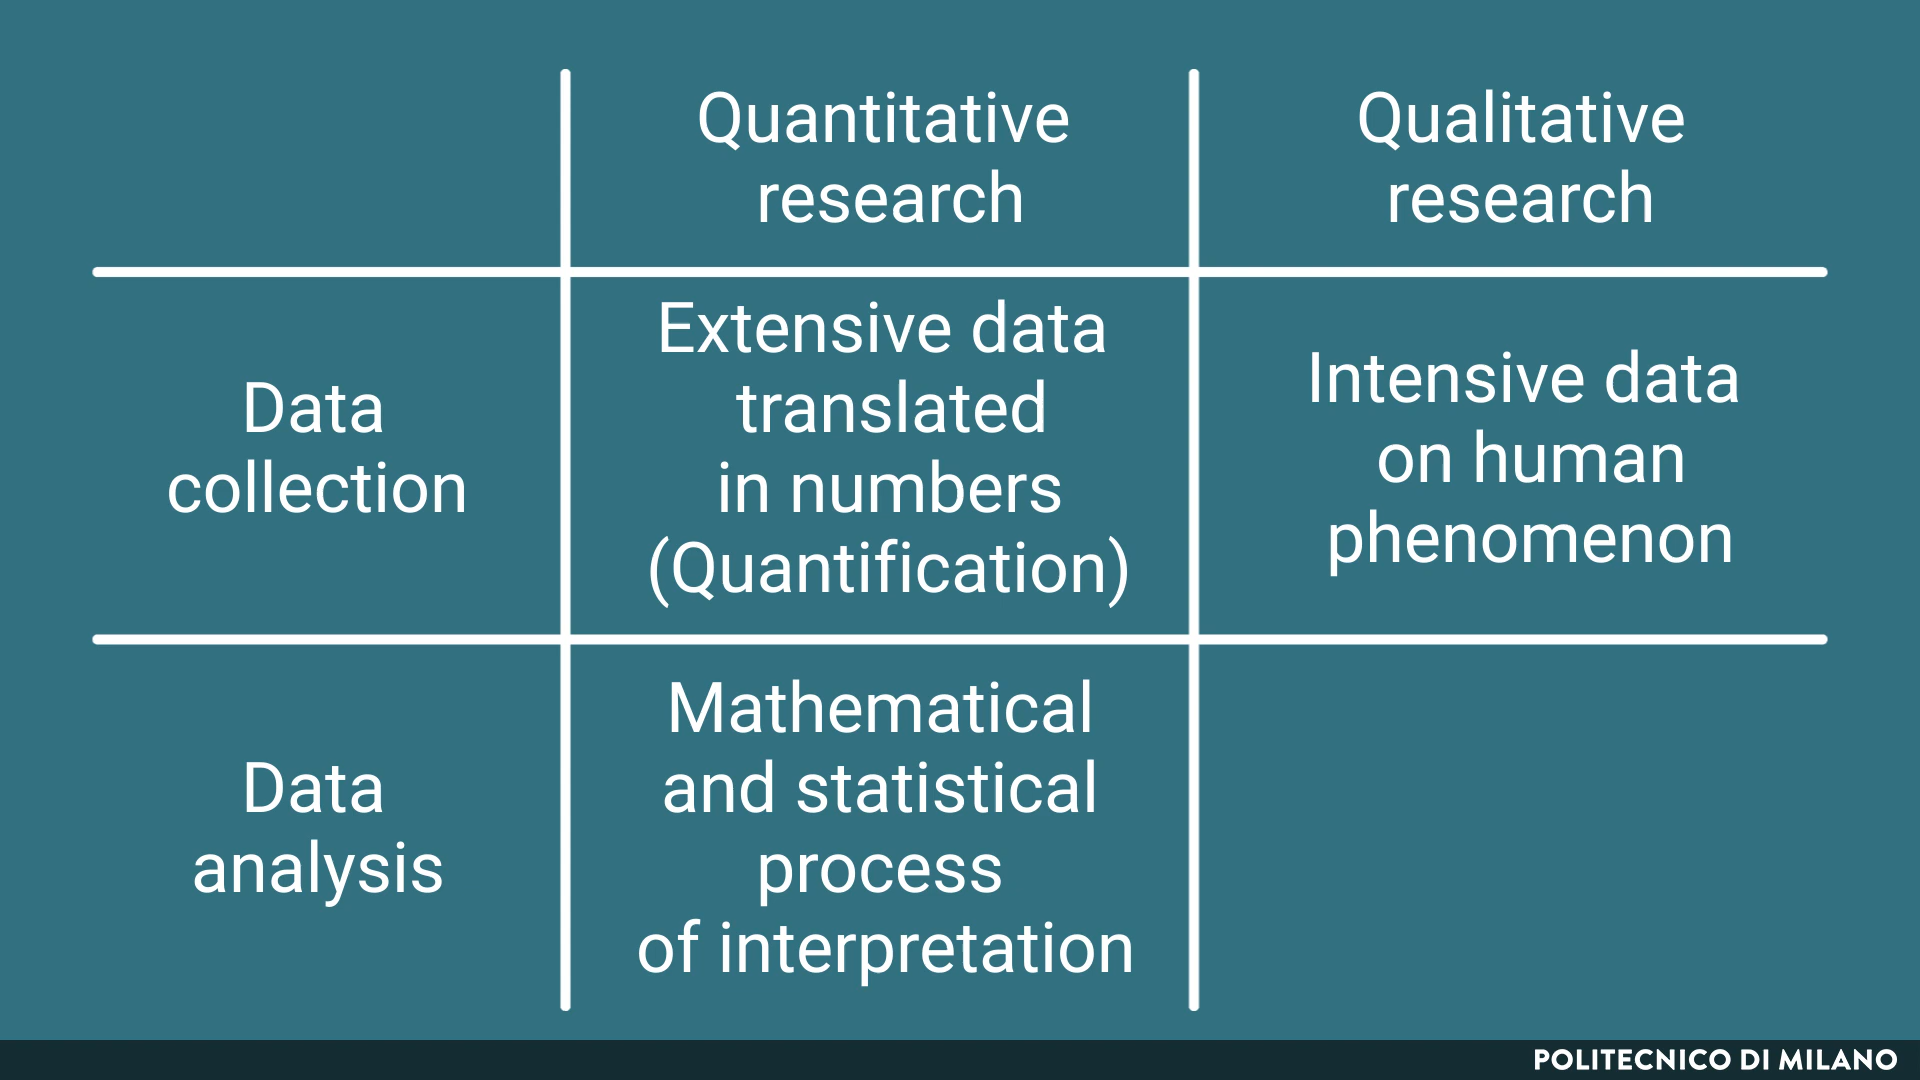 Quantitative
research
Qualitative
research
Data
collection
Extensive data
translated
in numbers
(Quantification)
Intensive data
on human
phenomenon
Data
analysis
Mathematical
and statistical
process
of interpretation
POLITECNICO DI MILANO